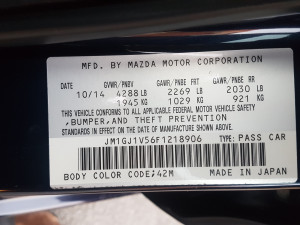 MFD. BY MAZDA MOTOR CORPORATION
GVWR/PNBV GAWR/PNBE FR GAWR/PNBE RR
10/14 4288 LB 2269 LB 2030 LB
1945 KG 1029 KG 921 KG
THIS VEHICLE CONFORMS TO ALL
APPLICABLE FEDERAL MOTOR VEHICLE SAFETY
,BUMPER,AND THEFT PREVENTION
STANDARDS IN EFFECT ON THE DATE OF
MANUFACTURE SHOWN ABOVE.
JM1GJ1V56F1218906 TYPE:PASS CAR
BODY COLOR CODE;42M MADE IN JAPAN